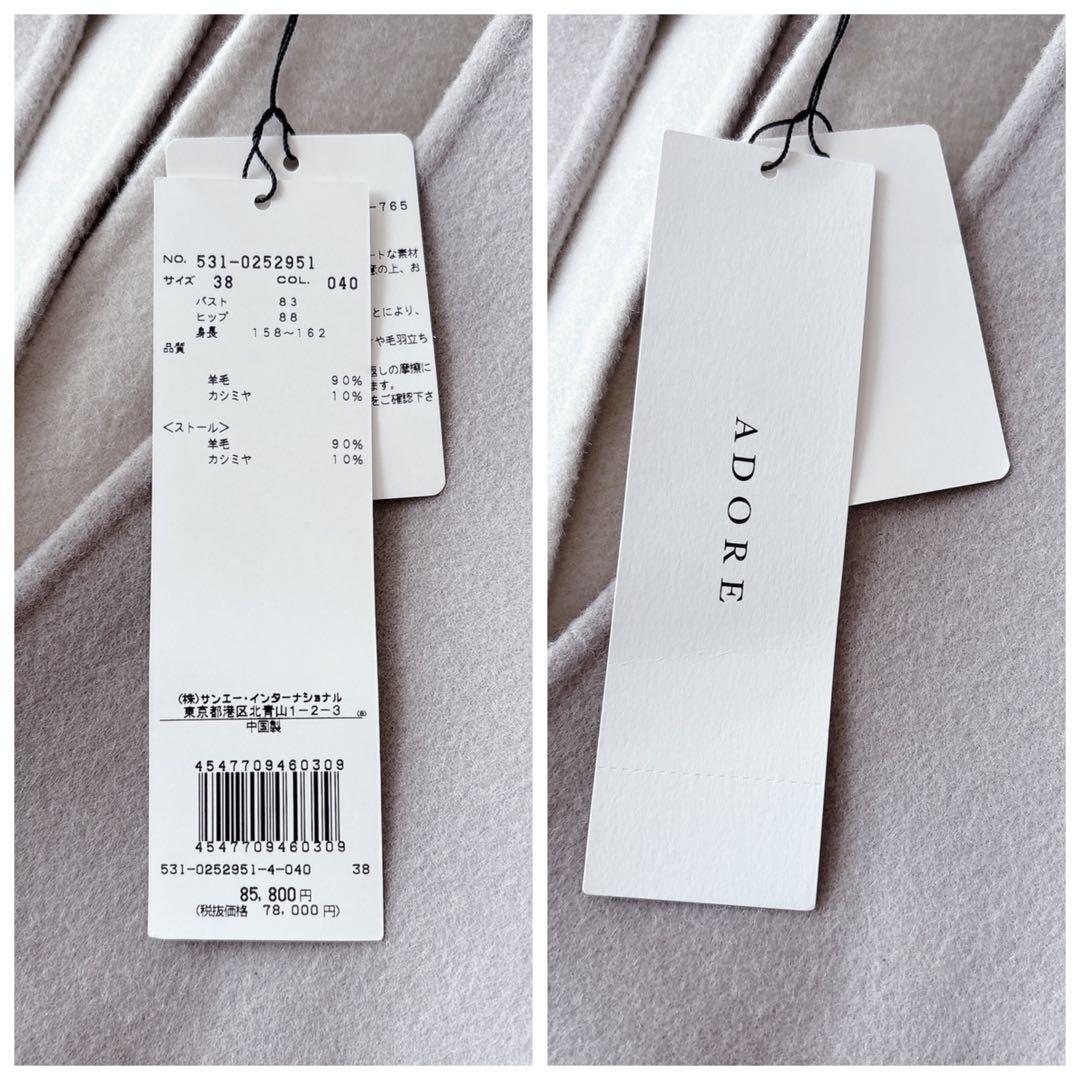 NO. 531-0252951
サイズ 38 COL. 040
バスト 83
ヒップ 88
身長 158〜162
品質
羊毛 90%
カシミヤ 10%
<ストール>
羊毛 90%
カシミヤ 10%
(株)サンエー・インターナショナル
東京都港区北青山1-2-3
中国製
4547709460309
4547709460309
531-0252951-4-040 38
85,800円
(税抜価格 78,000円)
-765
ートな素材
意の上、お
とにより、
や毛羽立ち
返しの摩擦に
ます。
をご確認下さ
ADORE